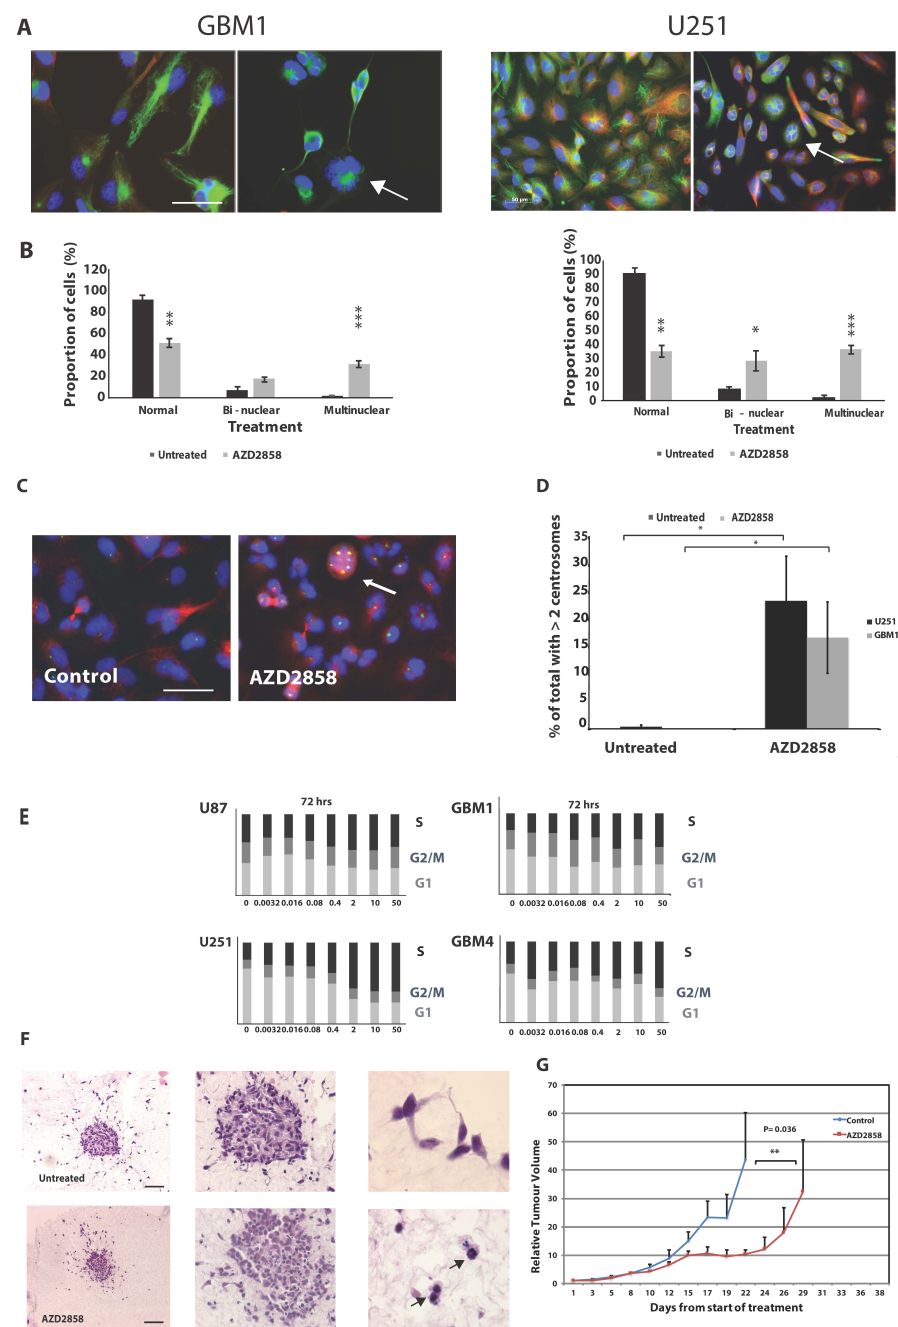 A
GBM1
U251
50 µm
B
Proportion of cells (%)
120
100
80
60
40
20
0
**
***
Normal
Bi - nuclear
Multinuclear
Treatment
Untreated
AZD2858
Proportion of cells (%)
100
90
80
70
60
50
40
30
20
10
0
**
*
***
Normal
Bi - nuclear
Multinuclear
Treatment
Untreated
AZD2858
C
Control
AZD2858
D
Untreated
AZD2858
% of total with > 2 centrosomes
35
30
25
20
15
10
5
0
*
*
U251
GBM1
Untreated
AZD2858
E
U87
72 hrs
S
G2/M
G1
0 0.0032 0.016 0.08 0.4 2 10 50
GBM1
72 hrs
S
G2/M
G1
0 0.0032 0.016 0.08 0.4 2 10 50
U251
S
G2/M
G1
0 0.0032 0.016 0.08 0.4 2 10 50
GBM4
S
G2/M
G1
0 0.0032 0.016 0.08 0.4 2 10 50
F
Untreated
AZD2858
G
Relative Tumour Volume
70
60
50
40
30
20
10
0
Control
AZD2858
P= 0.036
**
1 3 5 8 10 12 15 17 19 22 24 26 29 31 33 36 38
Days from start of treatment